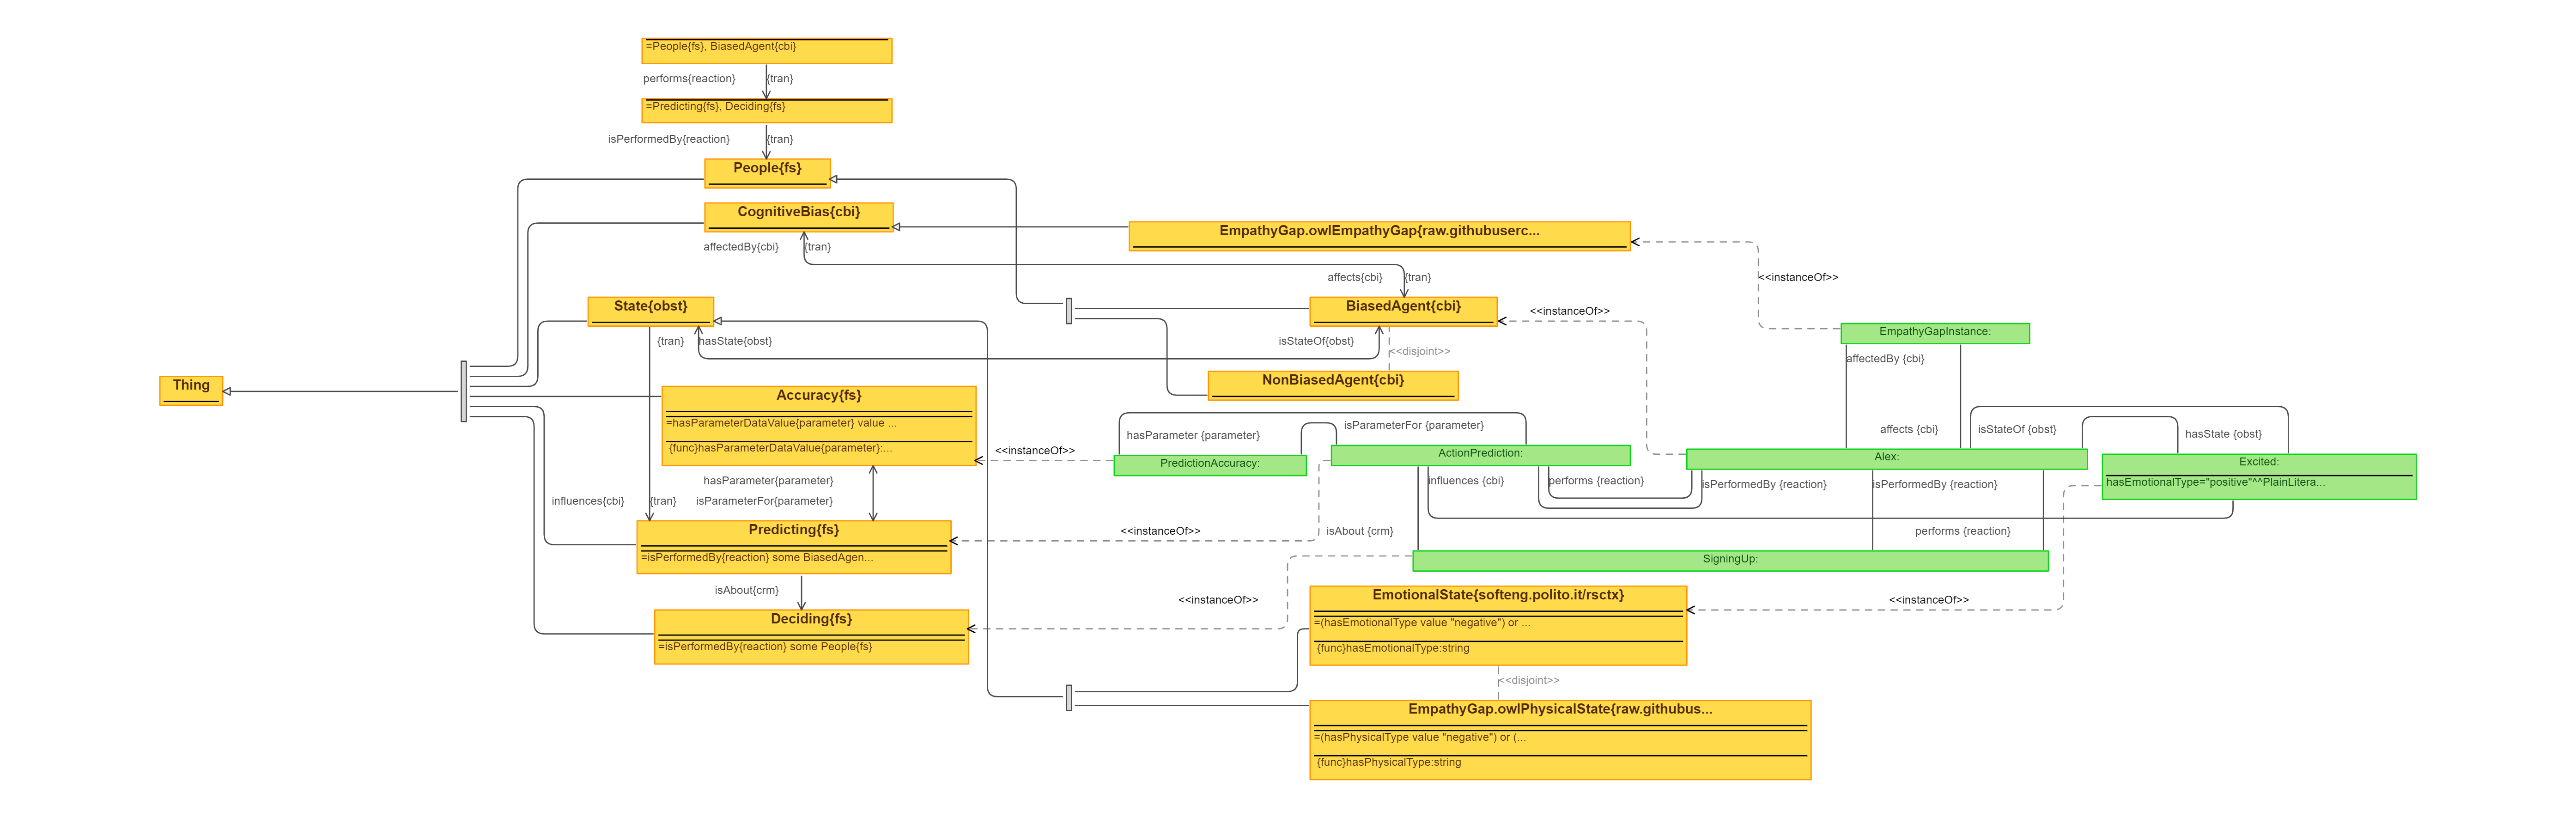 =People{fs}, BiasedAgent{cbi}
performs{reaction}
{tran}
=Predicting{fs}, Deciding{fs}
isPerformedBy{reaction}
{tran}
People{fs}
CognitiveBias{cbi}
affectedBy{cbi}
{tran}
EmpathyGap.owlEmpathyGap{raw.githubuserc...
<<instanceOf>>
affects{cbi}
{tran}
State{obst}
BiasedAgent{cbi}
<<instanceOf>>
EmpathyGapInstance:
{tran}
hasState{obst}
isStateOf{obst}
<<disjoint>>
affectedBy {cbi}
Thing
NonBiasedAgent{cbi}
Accuracy{fs}
=hasParameterDataValue{parameter} value ...
{func}hasParameterDataValue{parameter}:...
<<instanceOf>>
hasParameter {parameter}
isParameterFor {parameter}
affects {cbi}
isStateOf {obst}
hasState {obst}
PredictionAccuracy:
ActionPrediction:
Alex:
Excited:
hasEmotionalType="positive"^^PlainLitera...
hasParameter{parameter}
isParameterFor{parameter}
influences {cbi}
performs {reaction}
isPerformedBy {reaction}
isPerformedBy {reaction}
influences{cbi}
{tran}
Predicting{fs}
=isPerformedBy{reaction} some BiasedAgen...
<<instanceOf>>
isAbout {crm}
performs {reaction}
SigningUp:
isAbout{crm}
<<instanceOf>>
Deciding{fs}
=isPerformedBy{reaction} some People{fs}
EmotionalState{softeng.polito.it/rsctx}
=(hasEmotionalType value "negative") or ...
{func}hasEmotionalType:string
<<instanceOf>>
<<disjoint>>
EmpathyGap.owlPhysicalState{raw.githubus...
=(hasPhysicalType value "negative") or (...
{func}hasPhysicalType:string